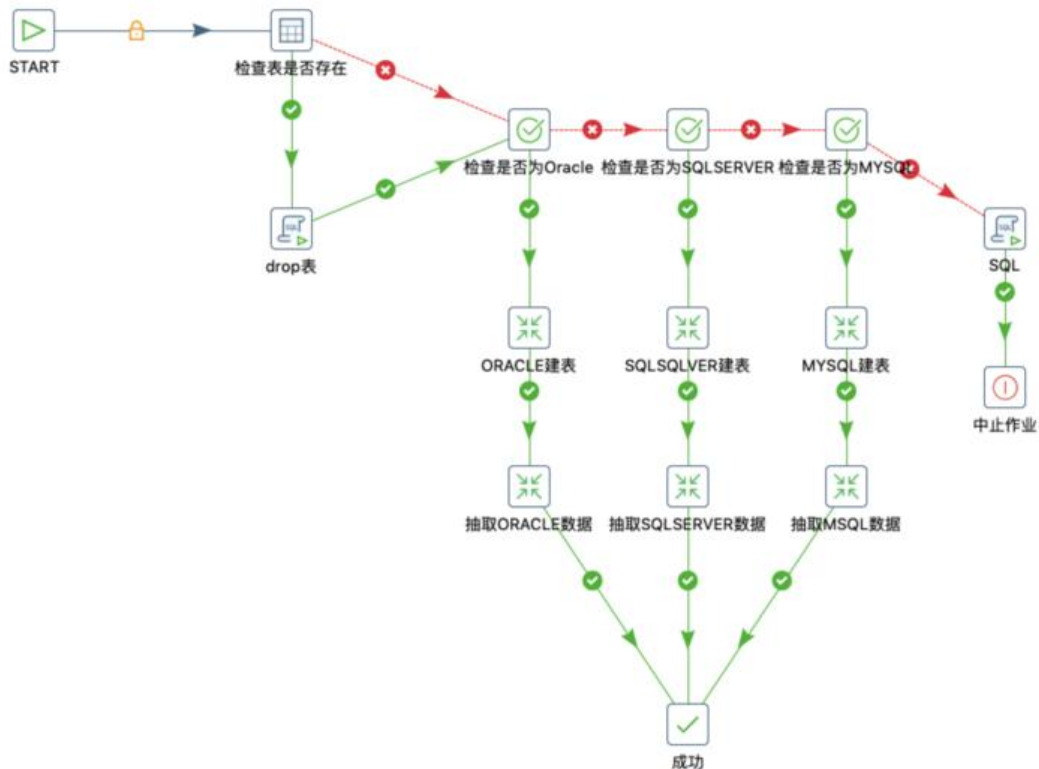 START
检查表是否存在
检查是否为Oracle
检查是否为SQLSERVER
检查是否为MYSQL
drop表
SQL
ORACLE建表
SQLSQLVER建表
MYSQL建表
中止作业
抽取ORACLE数据
抽取SQLSERVER数据
抽取MSQL数据
成功